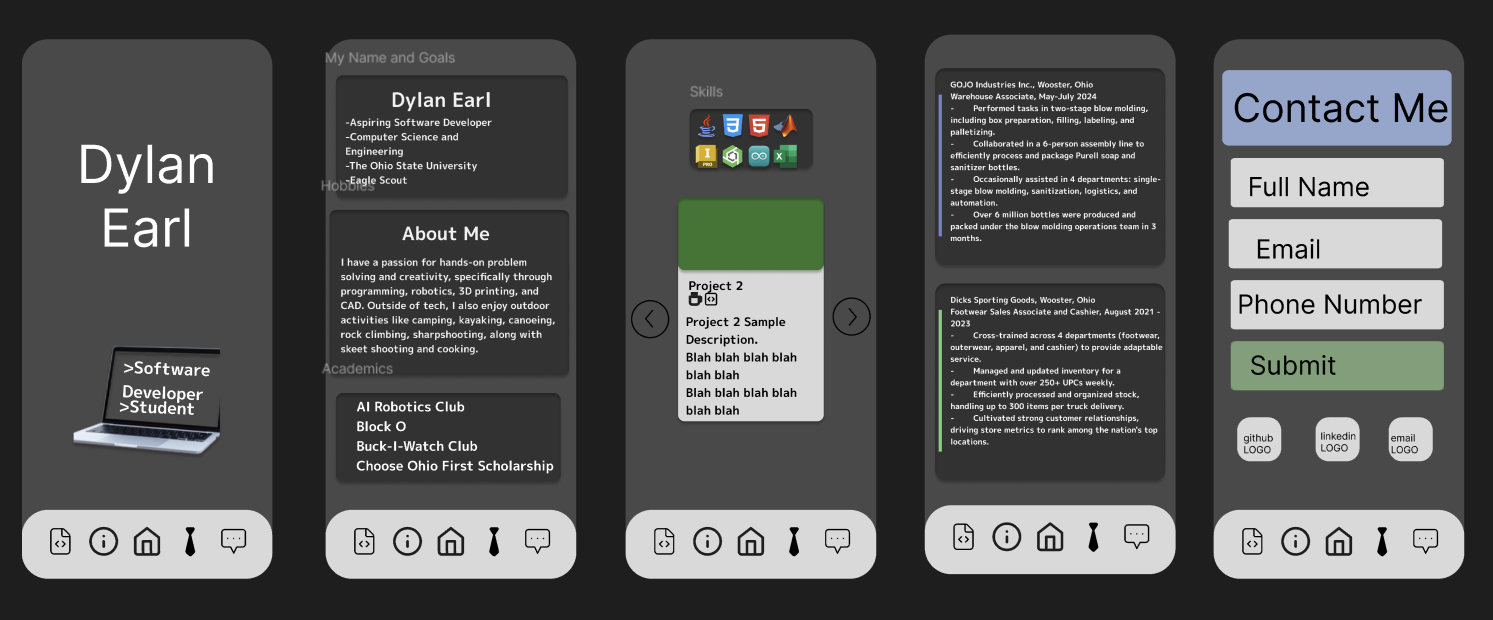 Dylan
Earl
>Software
Developer
>Student
My Name and Goals
Dylan Earl
-Aspiring Software Developer
-Computer Science and
Engineering
-The Ohio State University
-Eagle Scout
Hobbies
About Me
I have a passion for hands-on problem
solving and creativity, specifically through
programming, robotics, 3D printing, and
CAD. Outside of tech, I also enjoy outdoor
activities like camping, kayaking, canoeing,
rock climbing, sharpshooting, along with
skeet shooting and cooking.
Academics
AI Robotics Club
Block O
Buck-I-Watch Club
Choose Ohio First Scholarship
Skills
3
5
I
PRO
X
Project 2
Project 2 Sample
Description.
Blah blah blah blah
blah blah
Blah blah blah blah
blah blah
GOJO Industries Inc., Wooster, Ohio
Warehouse Associate, May-July 2024
- Performed tasks in two-stage blow molding,
including box preparation, filling, labeling, and
palletizing.
- Collaborated in a 6-person assembly line to
efficiently process and package Purell soap and
sanitizer bottles.
- Occasionally assisted in 4 departments: single-
stage blow molding, sanitization, logistics, and
automation.
- Over 6 million bottles were produced and
packed under the blow molding operations team in 3
months.
Dicks Sporting Goods, Wooster, Ohio
Footwear Sales Associate and Cashier, August 2021 -
2023
- Cross-trained across 4 departments (footwear,
outerwear, apparel, and cashier) to provide adaptable
service.
- Managed and updated inventory for a
department with over 250+ UPCs weekly.
- Efficiently processed and organized stock,
handling up to 300 items per truck delivery.
- Cultivated strong customer relationships,
driving store metrics to rank among the nation's top
locations.
Contact Me
Full Name
Email
Phone Number
Submit
github
LOGO
linkedin
LOGO
email
LOGO